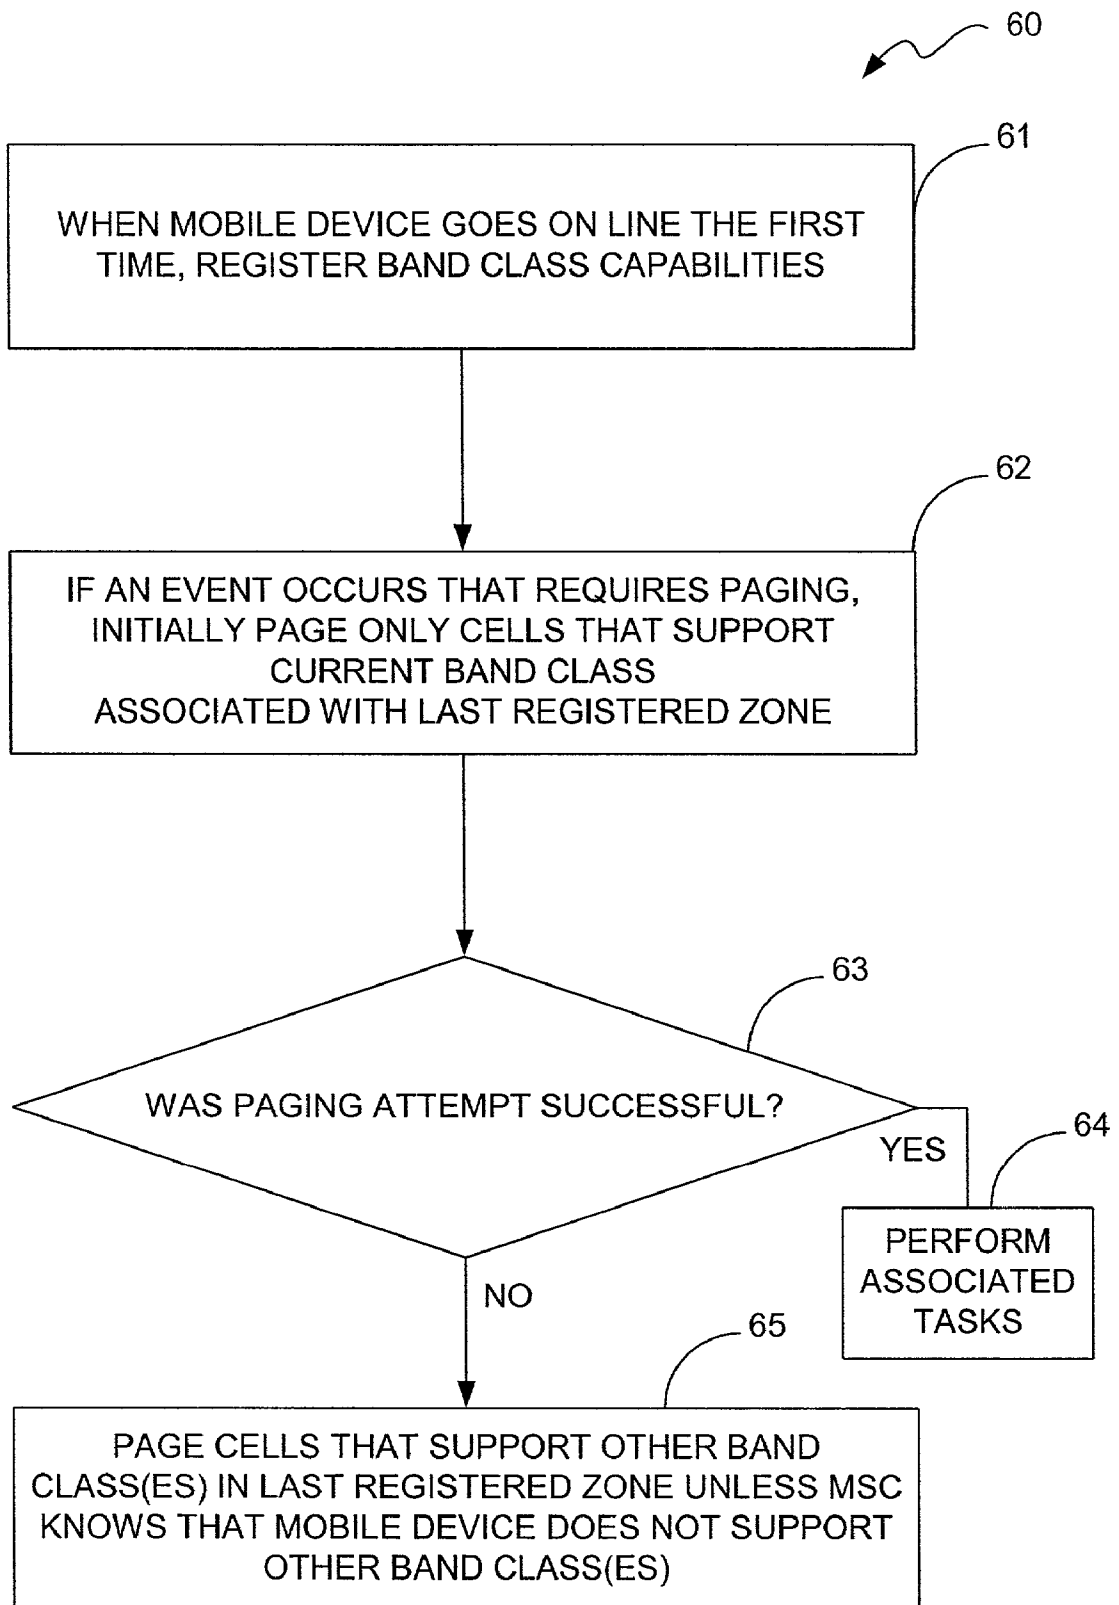 60
61
WHEN MOBILE DEVICE GOES ON LINE THE FIRST
TIME, REGISTER BAND CLASS CAPABILITIES
62
IF AN EVENT OCCURS THAT REQUIRES PAGING,
INITIALLY PAGE ONLY CELLS THAT SUPPORT
CURRENT BAND CLASS
ASSOCIATED WITH LAST REGISTERED ZONE
63
WAS PAGING ATTEMPT SUCCESSFUL?
YES
64
PERFORM
ASSOCIATED
TASKS
NO
65
PAGE CELLS THAT SUPPORT OTHER BAND
CLASS(ES) IN LAST REGISTERED ZONE UNLESS MSC
KNOWS THAT MOBILE DEVICE DOES NOT SUPPORT
OTHER BAND CLASS(ES)